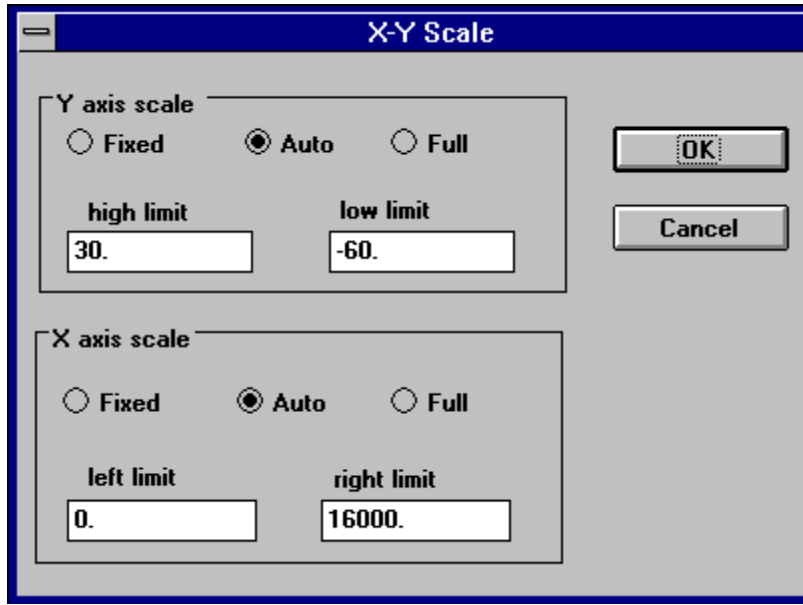 X-Y Scale
Y axis scale
Fixed Auto Full
OK
high limit low limit
30. -60.
Cancel
X axis scale
Fixed Auto Full
left limit right limit
0. 16000.